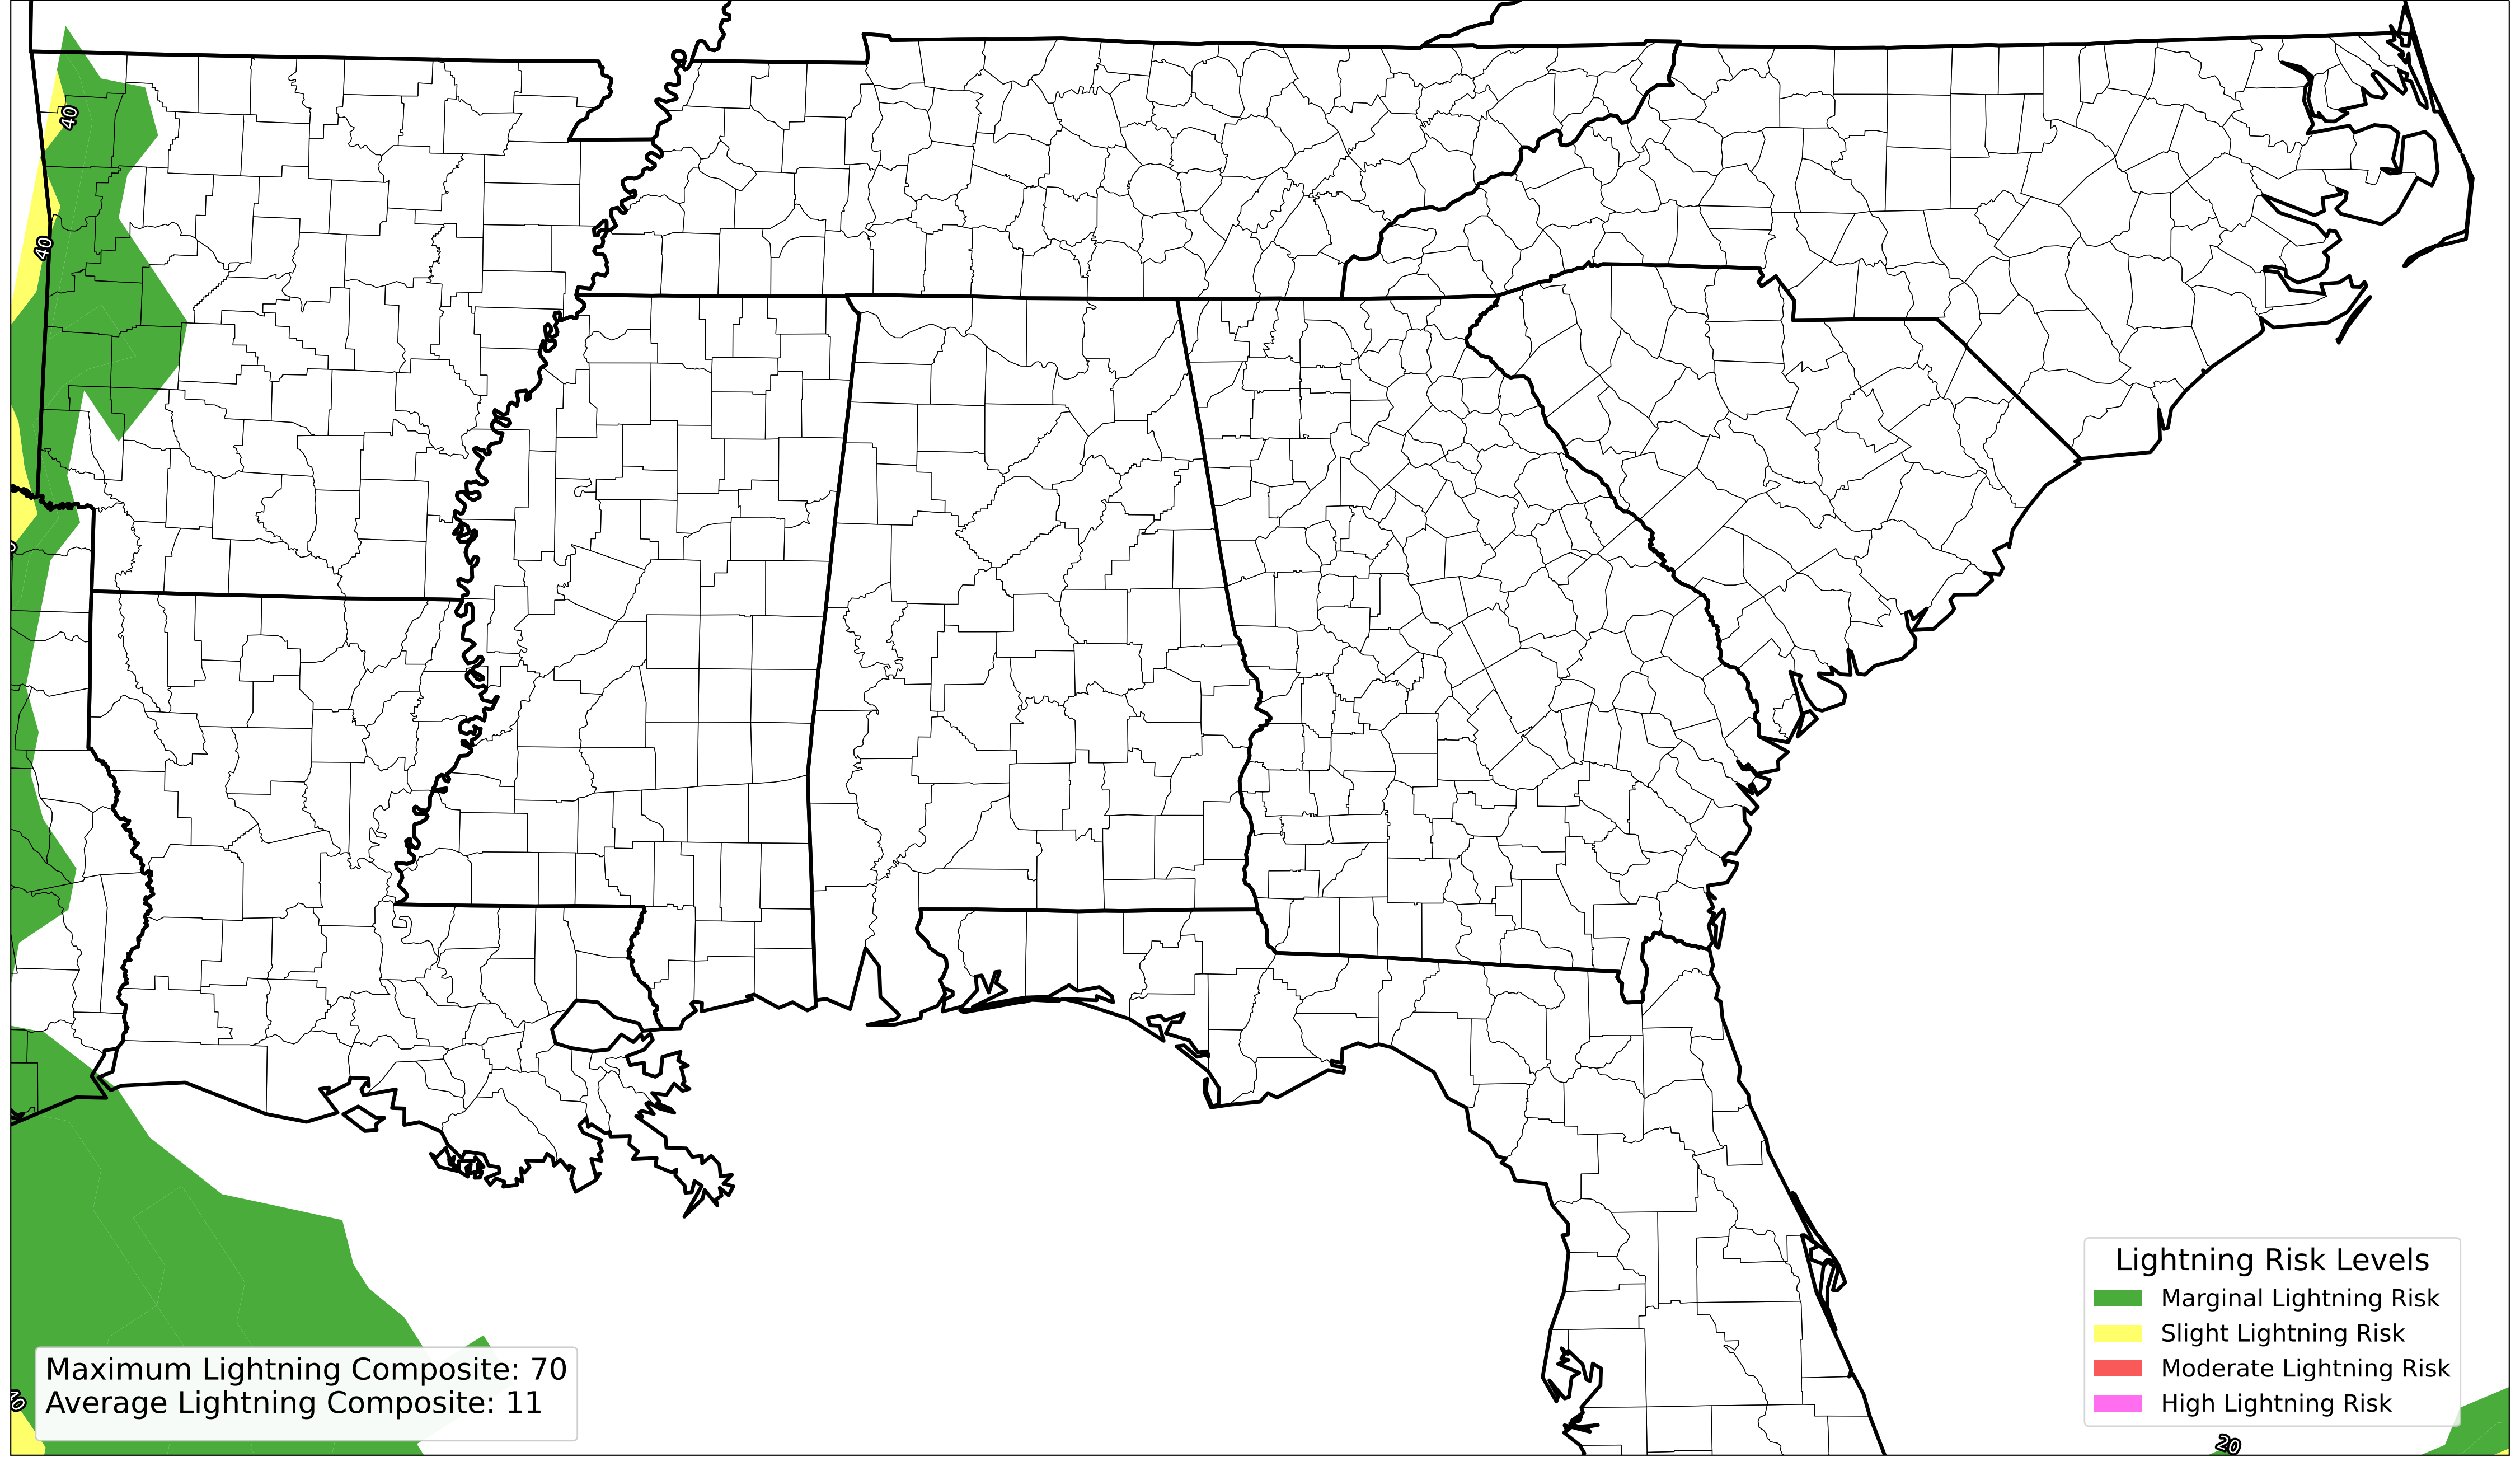 40
40
Maximum Lightning Composite: 70
Average Lightning Composite: 11
Lightning Risk Levels
Marginal Lightning Risk
Slight Lightning Risk
Moderate Lightning Risk
High Lightning Risk
20